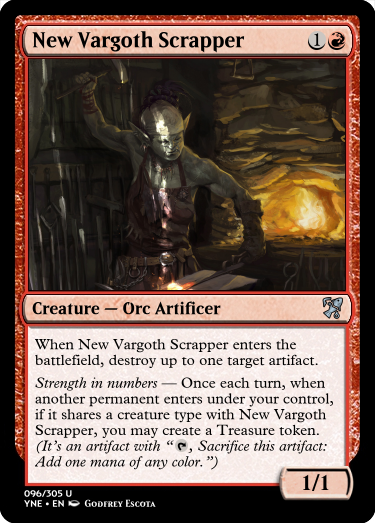 New Vargoth Scrapper 1
Creature — Orc Artificer
When New Vargoth Scrapper enters the
battlefield, destroy up to one target artifact.
Strength in numbers — Once each turn, when
another permanent enters under your control,
if it shares a creature type with New Vargoth
Scrapper, you may create a Treasure token.
(It's an artifact with “, Sacrifice this artifact:
Add one mana of any color.”)
1/1
096/305 U
YNE • EN Godfrey Escota